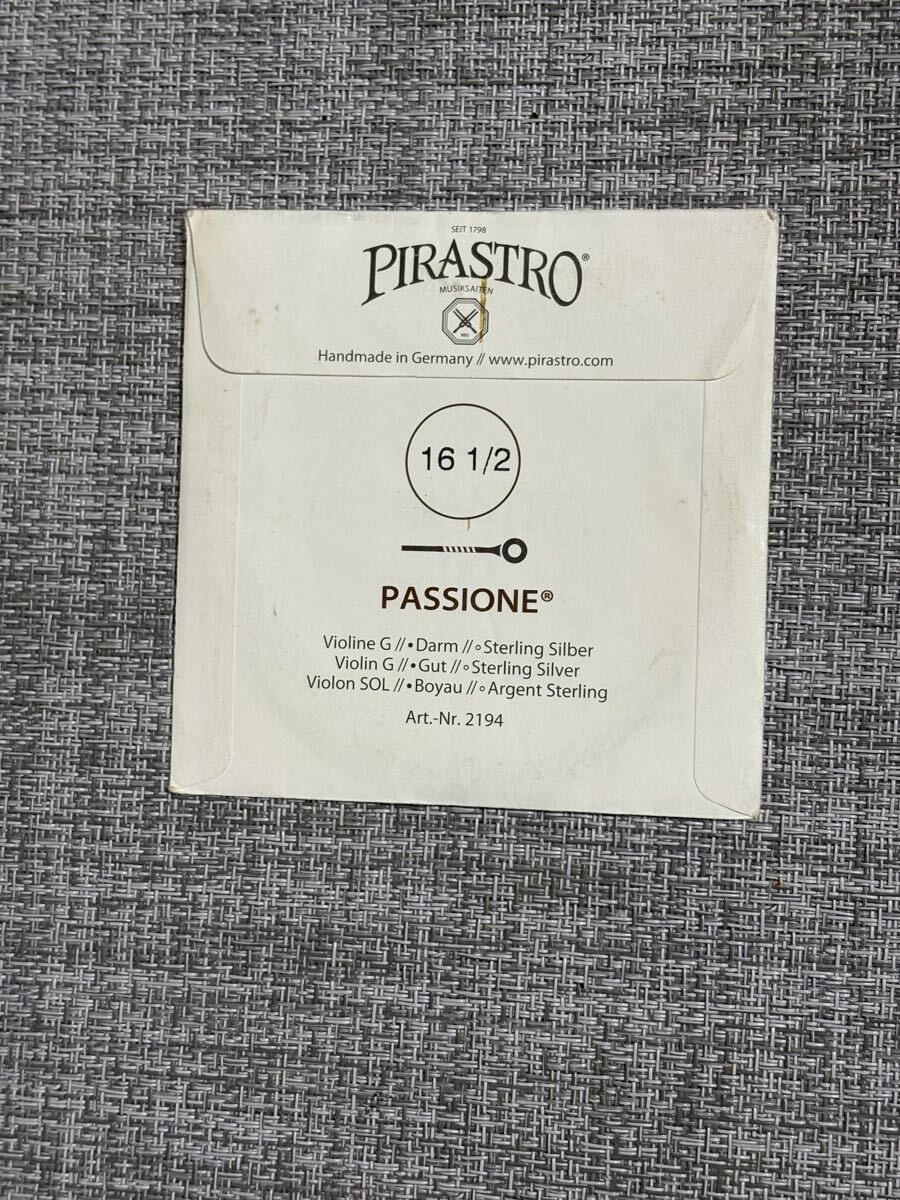 SEIT 1798
PIRASTRO®
MUSIKSAITEN
Handmade in Germany // www.pirastro.com
16 1/2
PASSIONE®
Violine G //•Darm //∘Sterling Silber
Violin G //•Gut //∘Sterling Silver
Violon SOL //•Boyau //∘Argent Sterling
Art.-Nr. 2194